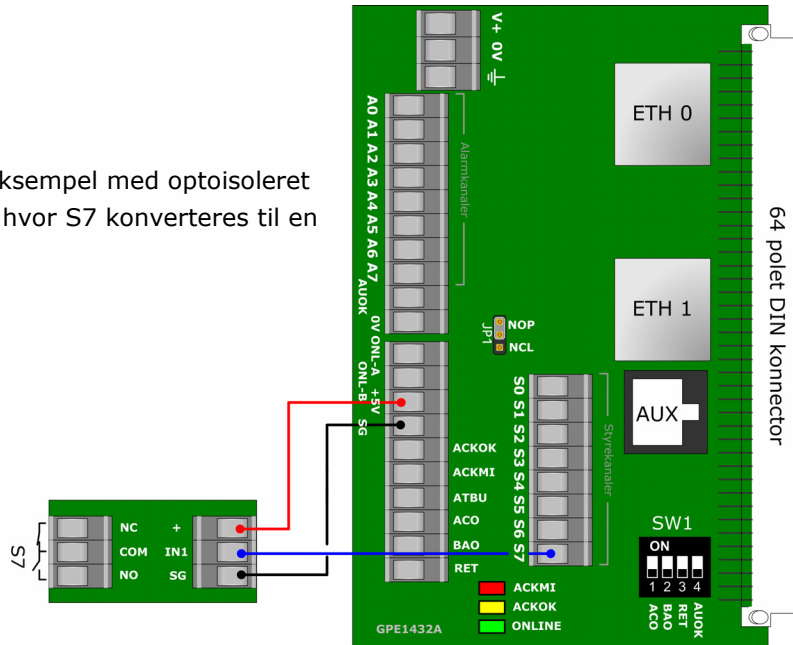 ksempel med optoisoleret
hvor S7 konverteres til en
V+ 0V
A0 A1 A2 A3 A4 A5 A6 A7
AUOK
0V ONL-A +5V
ONL-B SG
Alarmkanaler
ETH 0
ETH 1
AUX
64 polet DIN konnector
JP1
NOP
NCL
S0 S1 S2 S3 S4 S5 S6 S7
Styrekanaler
ACKOK
ACKMI
ATBU
ACO
BAO
RET
SW1
ON
1 2 3 4
ACO BAO RET AUOK
ACKMI
ACKOK
ONLINE
GPE1432A
S7
NC +
COM IN1
NO SG